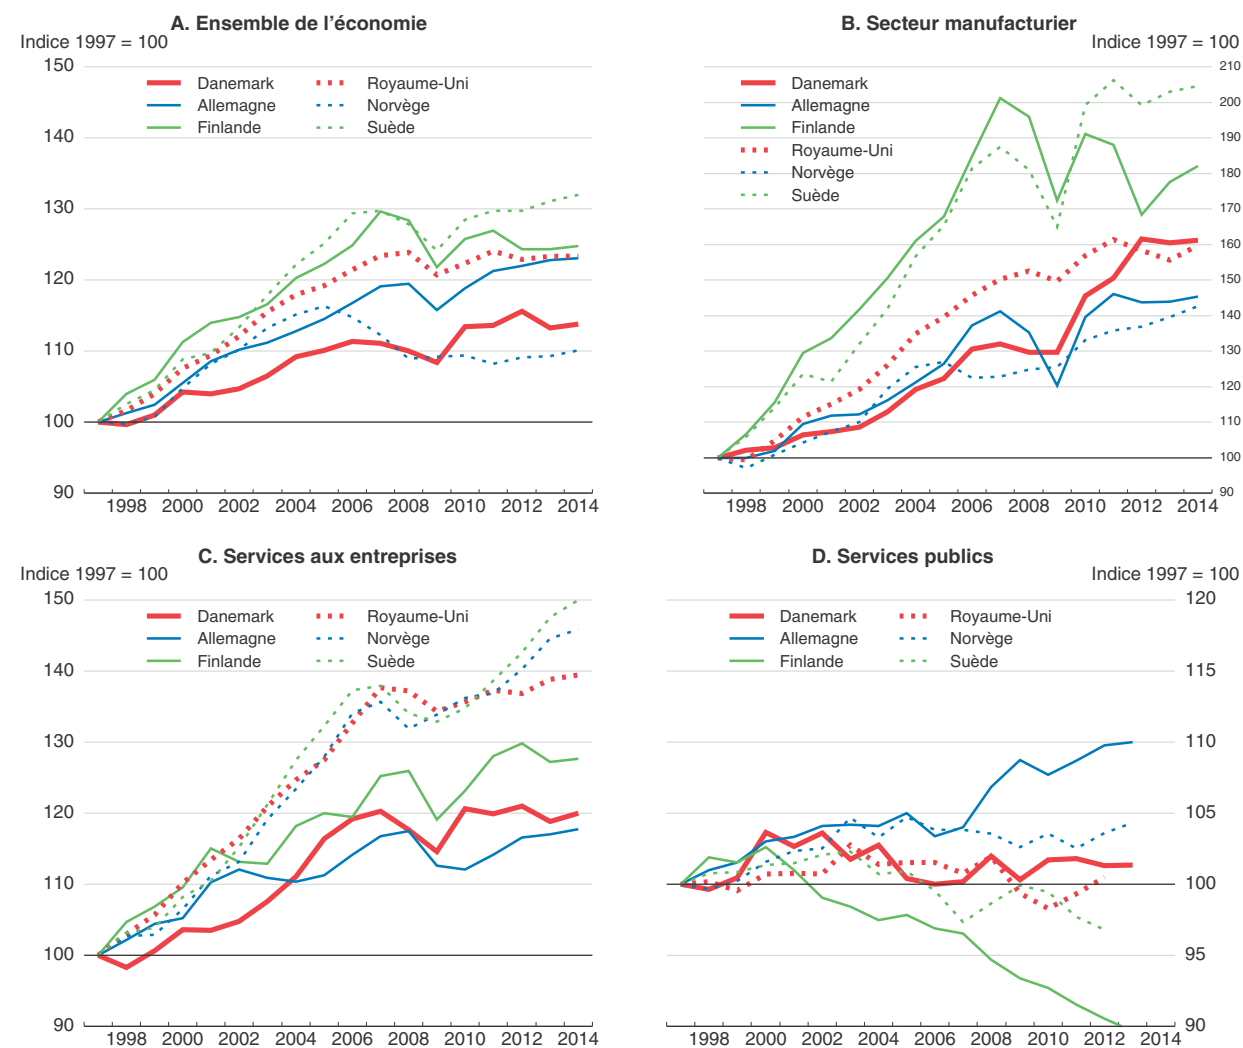 A. Ensemble de l'économie
Indice 1997 = 100
150
140
130
120
110
100
90
Danemark
Allemagne
Finlande
Royaume-Uni
Norvège
Suède
1998 2000 2002 2004 2006 2008 2010 2012 2014
B. Secteur manufacturier
Indice 1997 = 100
210
200
190
180
170
160
150
140
130
120
110
100
90
Danemark
Allemagne
Finlande
Royaume-Uni
Norvège
Suède
1998 2000 2002 2004 2006 2008 2010 2012 2014
C. Services aux entreprises
Indice 1997 = 100
150
140
130
120
110
100
90
Danemark
Allemagne
Finlande
Royaume-Uni
Norvège
Suède
1998 2000 2002 2004 2006 2008 2010 2012 2014
D. Services publics
Indice 1997 = 100
120
115
110
105
100
95
90
Danemark
Allemagne
Finlande
Royaume-Uni
Norvège
Suède
1998 2000 2002 2004 2006 2008 2010 2012 2014